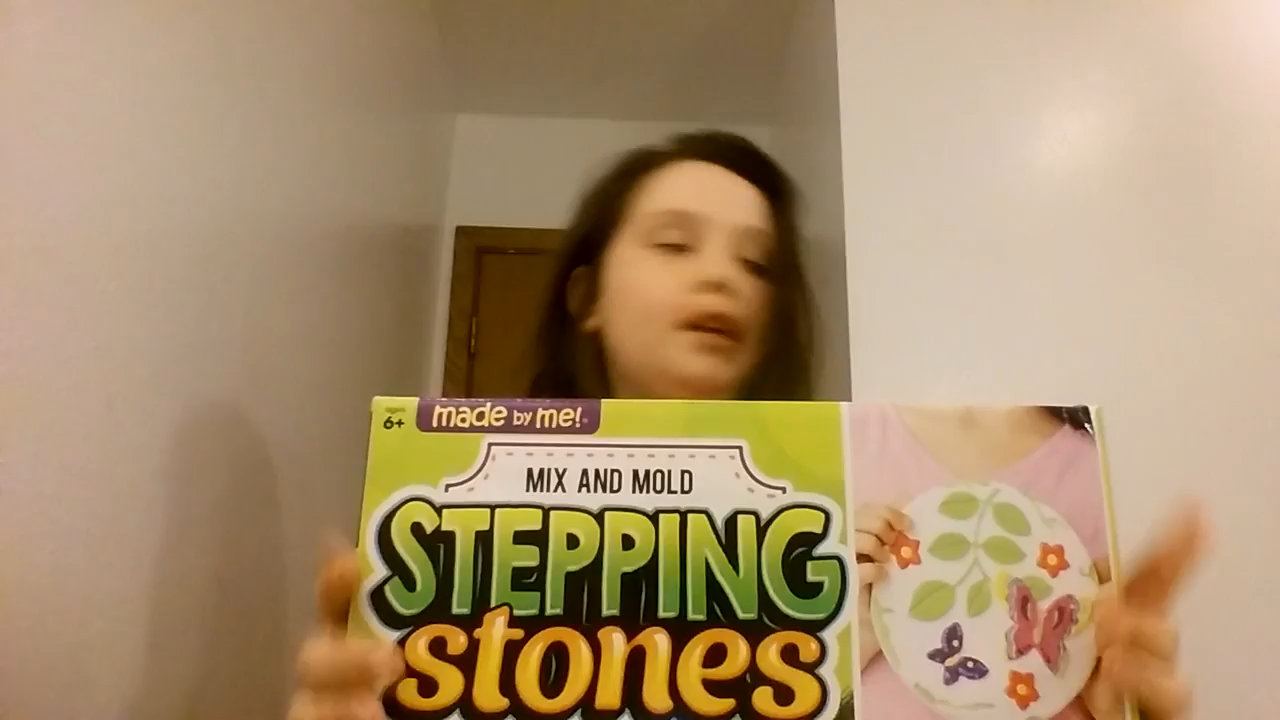 ages
6+
made by me!
MIX AND MOLD
STEPPING
stones